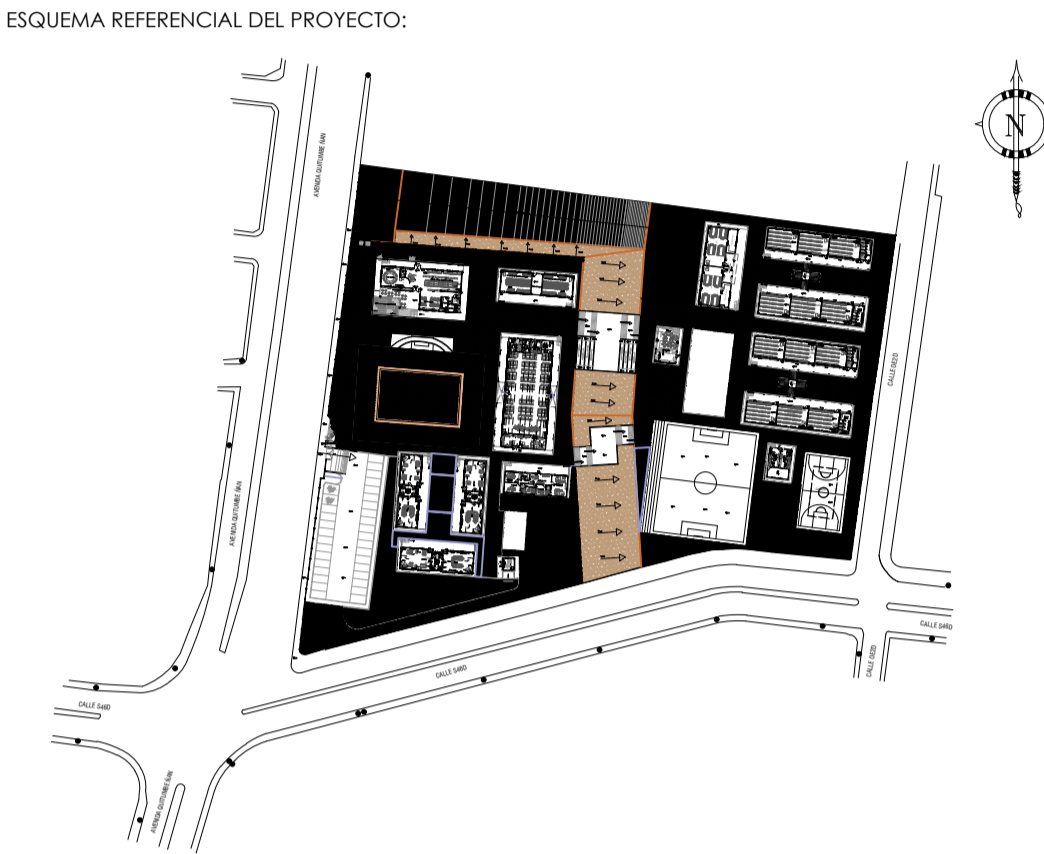 ESQUEMA REFERENCIAL DEL PROYECTO:
N
AVENIDA QUITUMBE ÑAN
CALLE OE2D
AVENIDA QUITUMBE ÑAN
CALLE S46D
CALLE S46D
CALLE OE2D
CALLE S46D
AVENIDA QUITUMBE ÑAN